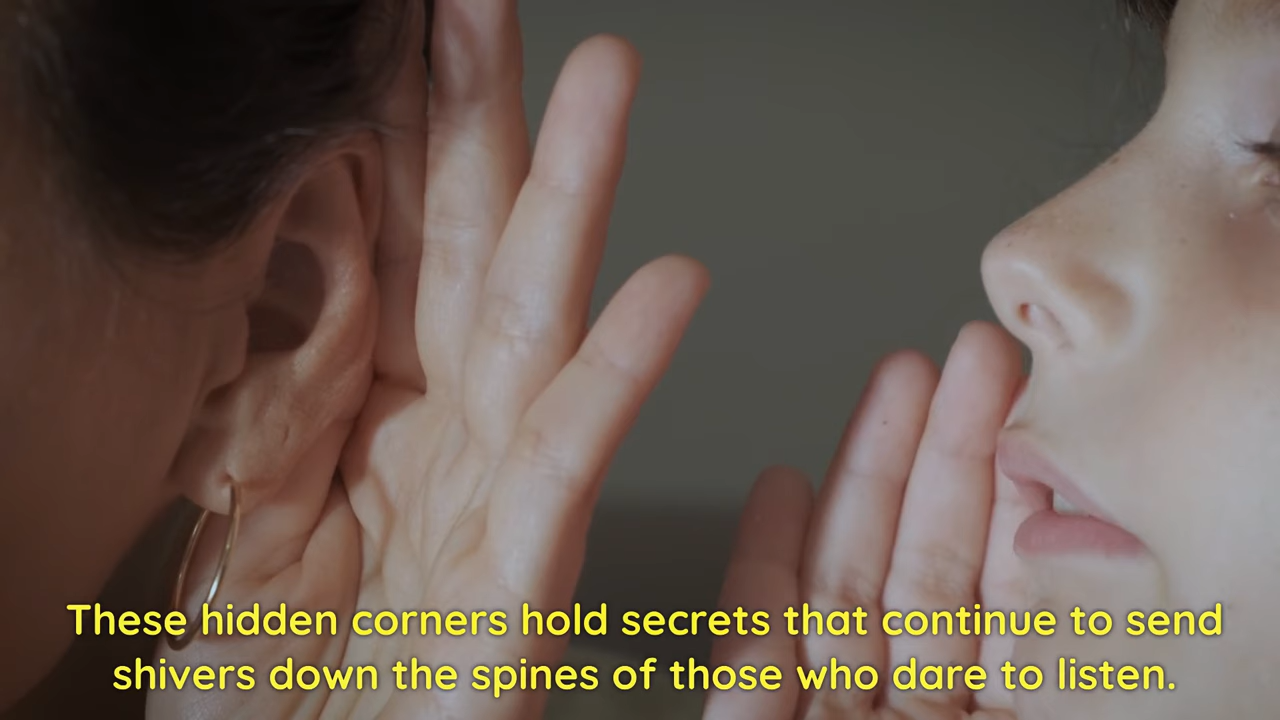 These hidden corners hold secrets that continue to send
shivers down the spines of those who dare to listen.